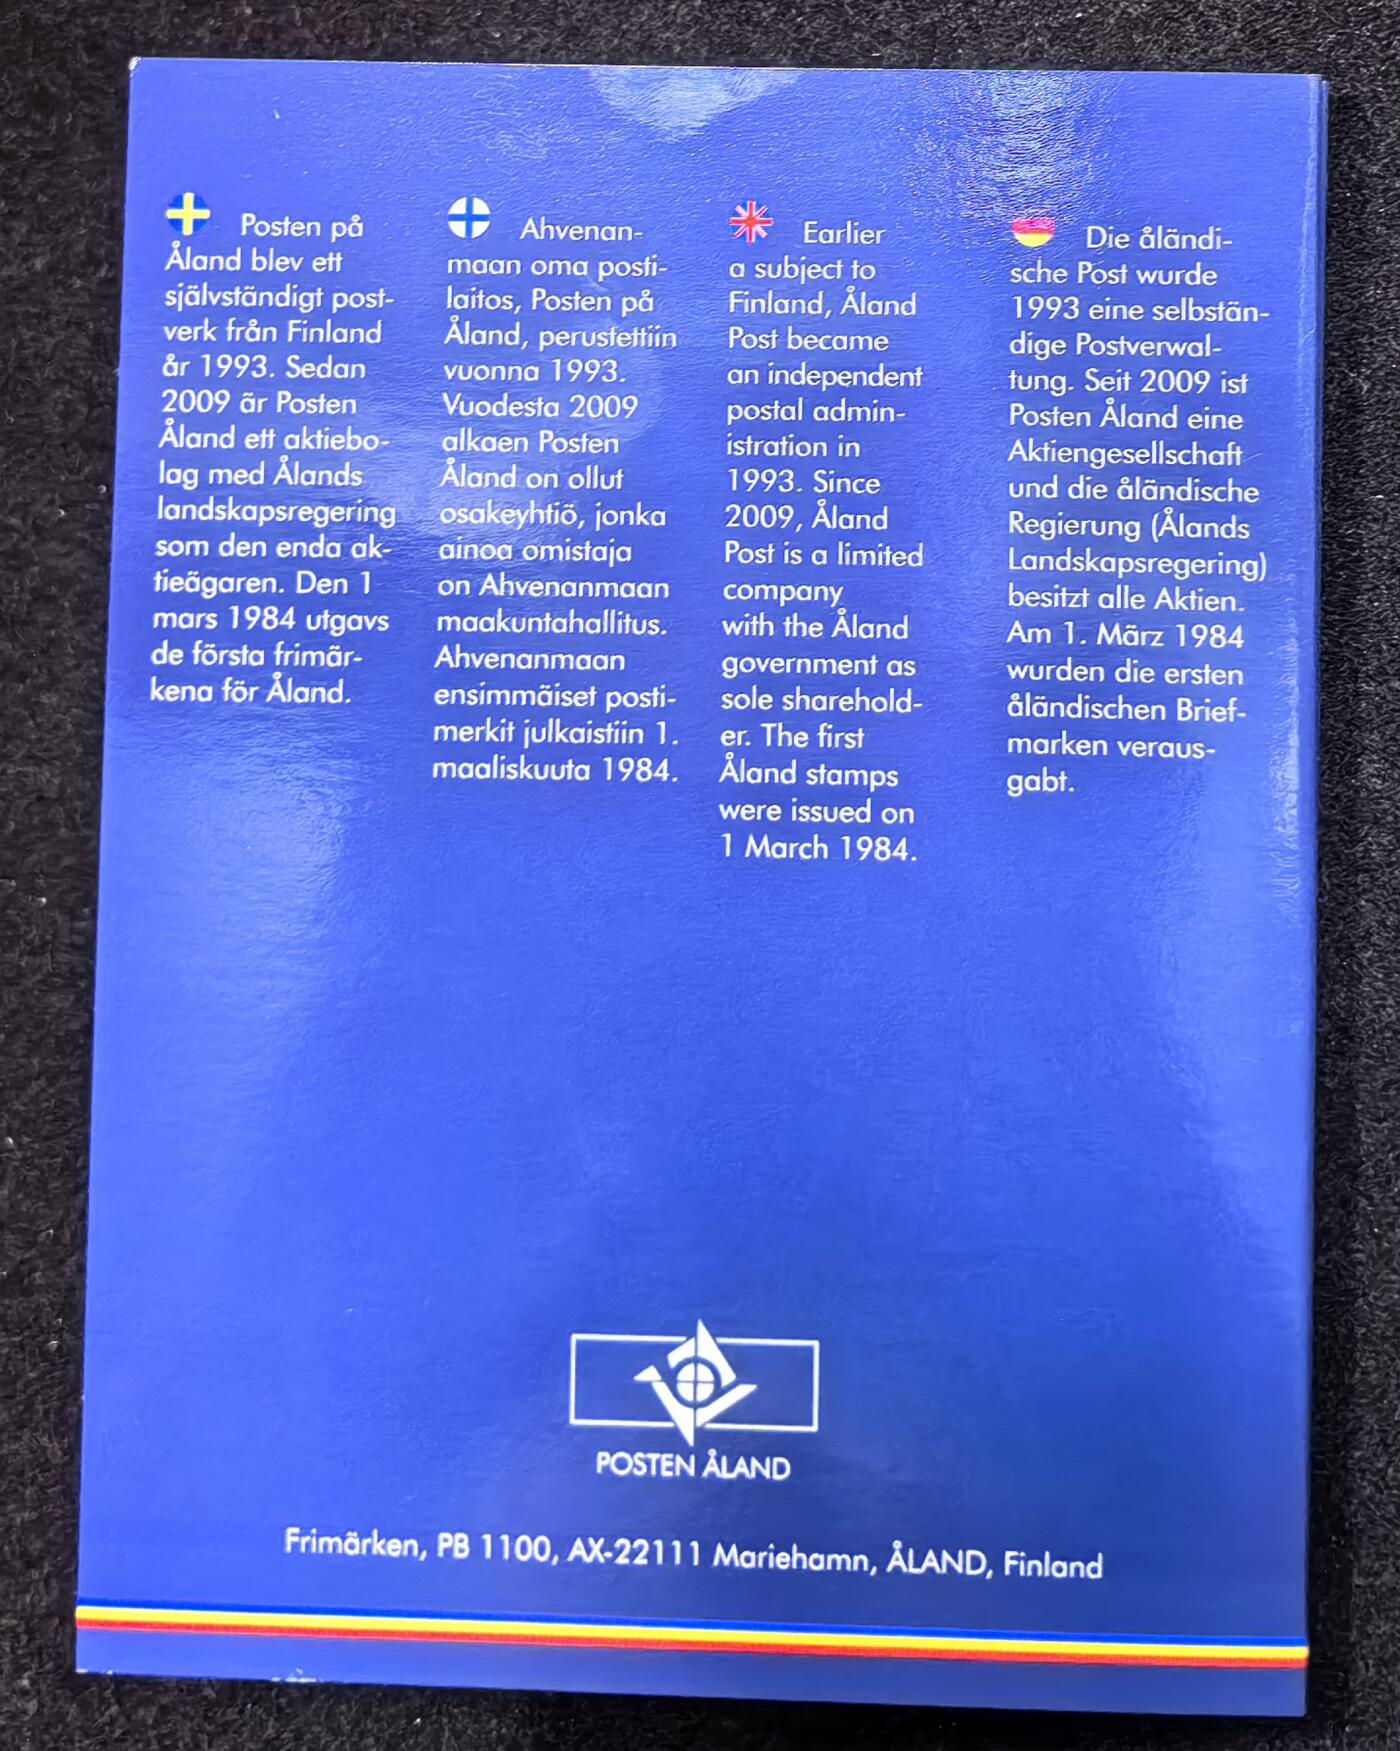 Posten på
Åland blev ett
självständigt post-
verk från Finland
år 1993. Sedan
2009 är Posten
Åland ett aktiebo-
lag med Ålands
landskapsregering
som den enda ak-
tieägaren. Den 1
mars 1984 utgavs
de första frimär-
kena för Åland.
Ahvenan-
maan oma posti-
laitos, Posten på
Åland, perustettiin
vuonna 1993.
Vuodesta 2009
alkaen Posten
Åland on ollut
osakeyhtiö, jonka
ainoa omistaja
on Ahvenanmaan
maakuntahallitus.
Ahvenanmaan
ensimmäiset posti-
merkit julkaistiin 1.
maaliskuuta 1984.
Earlier
a subject to
Finland, Åland
Post became
an independent
postal admin-
istration in
1993. Since
2009, Åland
Post is a limited
company
with the Åland
government as
sole sharehold-
er. The first
Åland stamps
were issued on
1 March 1984.
Die åländi-
sche Post wurde
1993 eine selbstän-
dige Postverwal-
tung. Seit 2009 ist
Posten Åland eine
Aktiengesellschaft
und die åländische
Regierung (Ålands
Landskapsregering)
besitzt alle Aktien.
Am 1. März 1984
wurden die ersten
åländischen Brief-
marken veraus-
gabt.
POSTEN ÅLAND
Frimärken, PB 1100, AX-22111 Mariehamn, ÅLAND, Finland